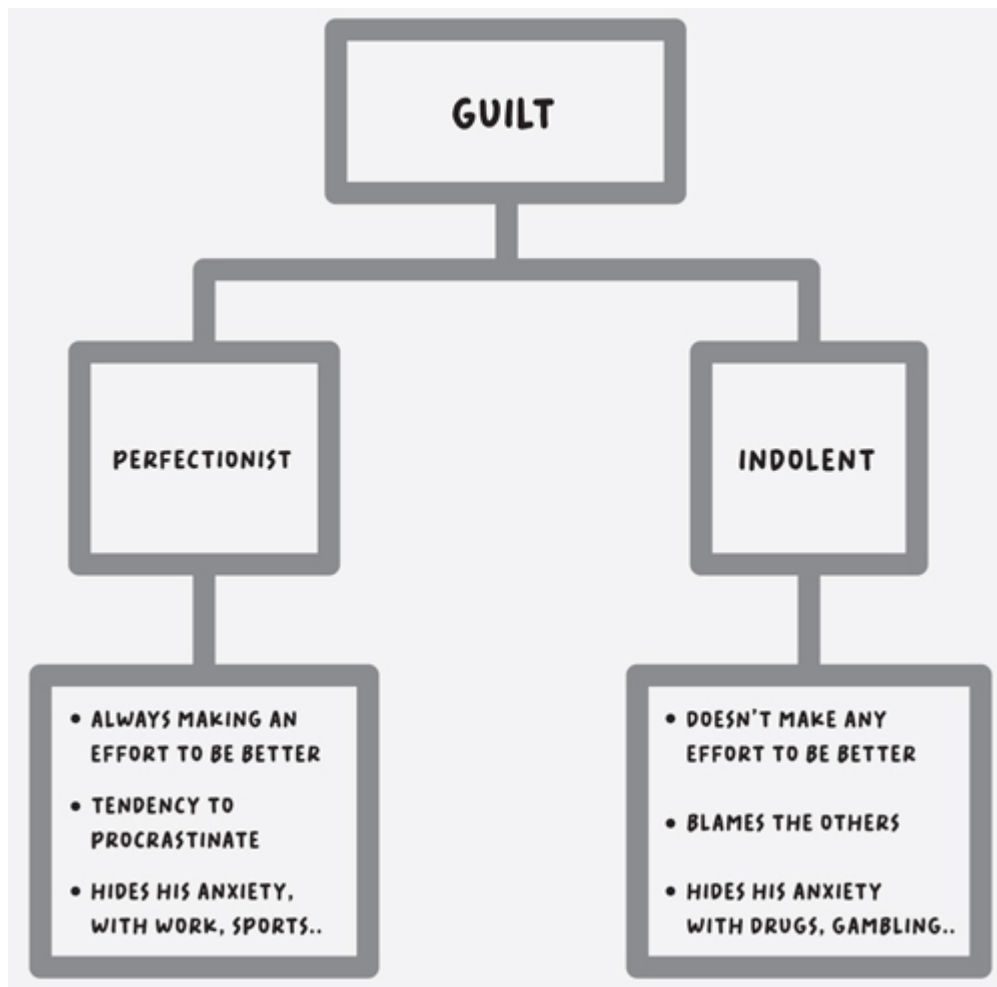 GUILT
PERFECTIONIST
INDOLENT
• ALWAYS MAKING AN
EFFORT TO BE BETTER
• TENDENCY TO
PROCRASTINATE
• HIDES HIS ANXIETY,
WITH WORK, SPORTS..
• DOESN'T MAKE ANY
EFFORT TO BE BETTER
• BLAMES THE OTHERS
• HIDES HIS ANXIETY
WITH DRUGS, GAMBLING..